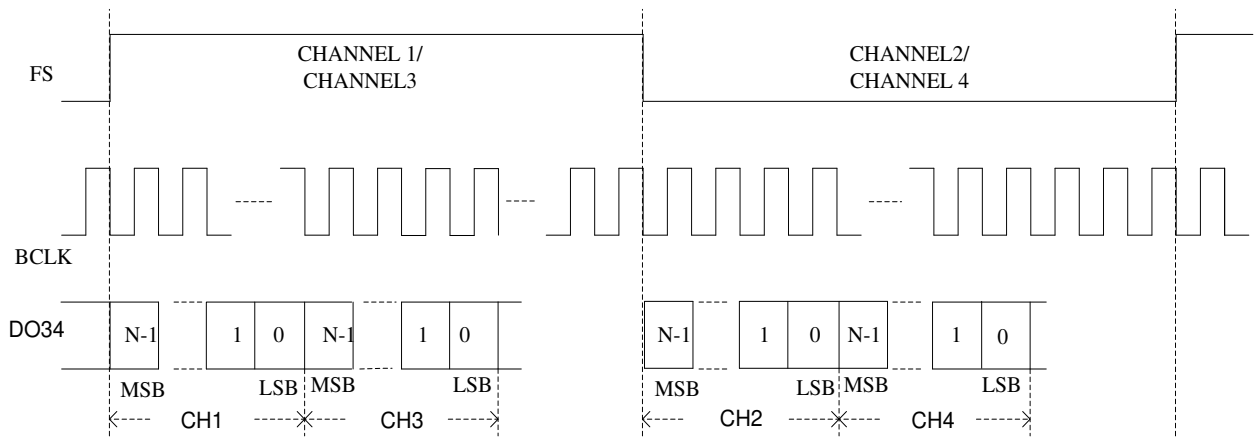 CHANNEL 1/
CHANNEL3
CHANNEL2/
CHANNEL 4
FS
BCLK
DO34
N-1
1
0
N-1
1
0
N-1
1
0
N-1
1
0
MSB
LSB
MSB
LSB
MSB
LSB
MSB
LSB
CH1
CH3
CH2
CH4